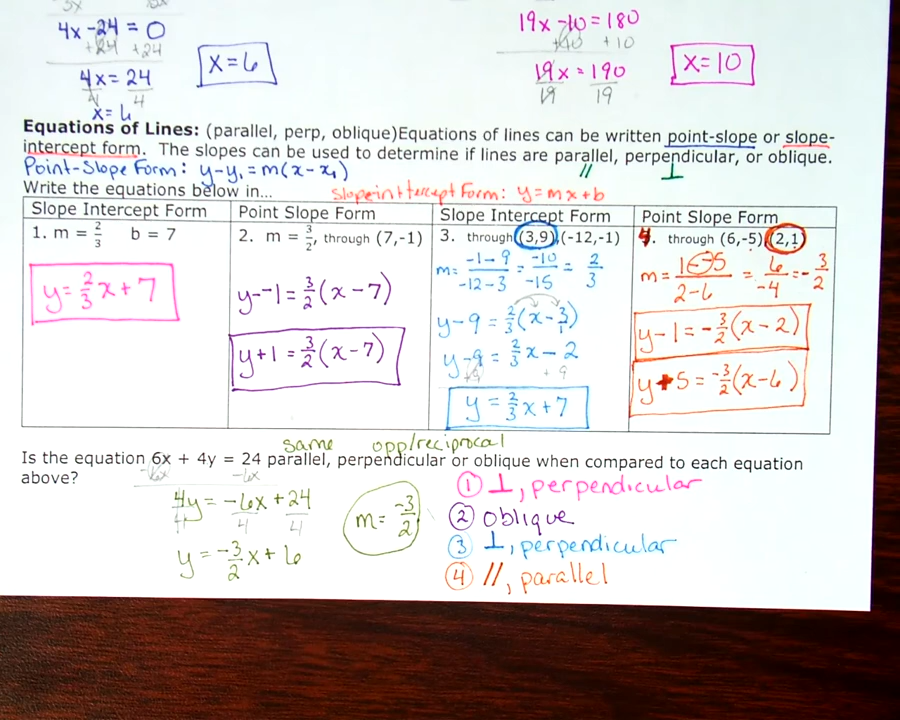 4x -24 = 0
+24 +24
4x = 24
4 4
x = 6
x = 6
19x -10 = 180
+10 +10
19x = 190
19 19
x = 10
Equations of Lines: (parallel, perp, oblique)Equations of lines can be written point-slope or slope-
intercept form. The slopes can be used to determine if lines are parallel, perpendicular, or oblique.
Point-Slope Form: y-y₁ = m(x-x₁) // ⊥
Write the equations below in... Slopeinttercept Form: y = mx + b
Slope Intercept Form
1. m = 2/3 b = 7
y = 2/3 x + 7
Point Slope Form
2. m = 3/2, through (7,-1)
y - -1 = 3/2 (x - 7)
y + 1 = 3/2 (x - 7)
Slope Intercept Form
3. through (3,9), (-12,-1)
m = -1 - 9 / -12 - 3 = -10 / -15 = 2/3
y - 9 = 2/3 (x - 3)
y - 9 = 2/3 x - 2
+9 + 9
y = 2/3 x + 7
Point Slope Form
4. through (6,-5), (2,1)
m = 1 - -5 / 2 - 6 = 6 / -4 = - 3/2
y - 1 = - 3/2 (x - 2)
y + 5 = - 3/2 (x - 6)
same opp/reciprocal
Is the equation 6x + 4y = 24 parallel, perpendicular or oblique when compared to each equation
above?
-6x -6x
4y = -6x + 24
4 4 4
y = -3/2 x + 6
m = -3/2
① ⊥, perpendicular
② oblique
③ ⊥, perpendicular
④ //, parallel